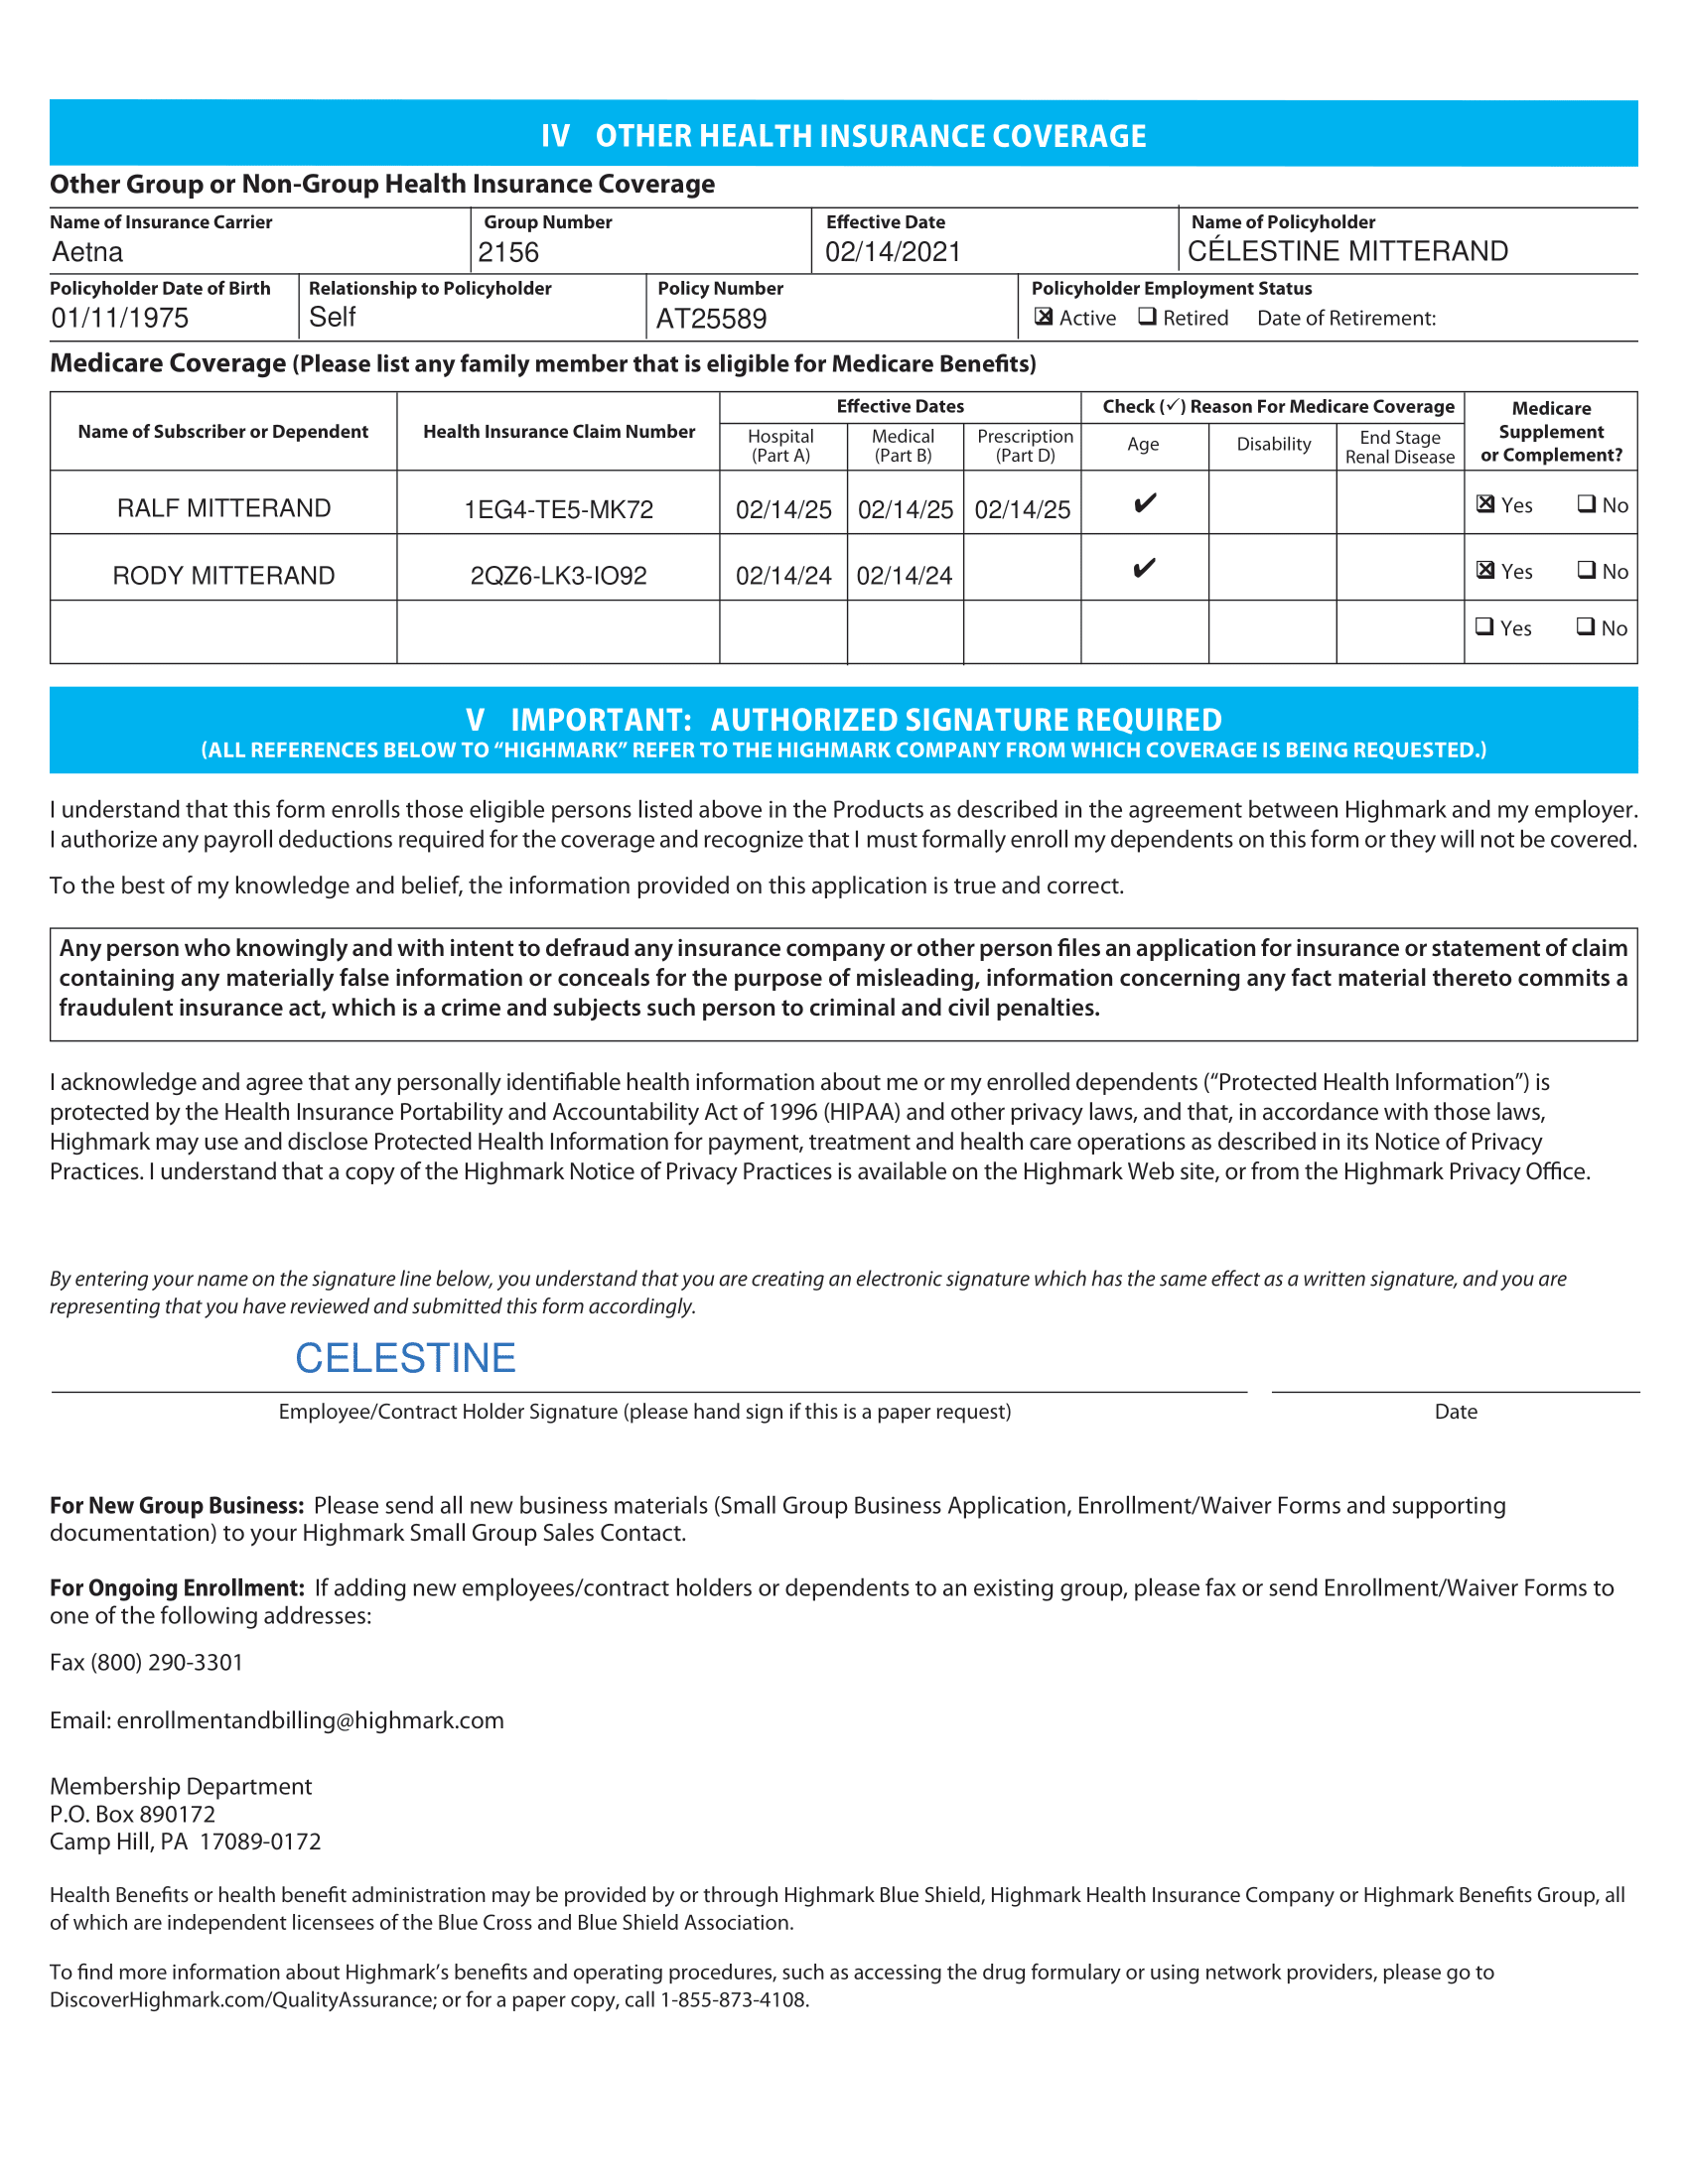 IV OTHER HEALTH INSURANCE COVERAGE
Other Group or Non-Group Health Insurance Coverage
Name of Insurance Carrier Group Number Effective Date Name of Policyholder
Aetna 2156 02/14/2021 CÉLESTINE MITTERAND
Policyholder Date of Birth Relationship to Policyholder Policy Number Policyholder Employment Status
01/11/1975 Self AT25589 ☒ Active ❑ Retired Date of Retirement:
Medicare Coverage (Please list any family member that is eligible for Medicare Benefits)
Name of Subscriber or Dependent Health Insurance Claim Number Effective Dates Check (✓) Reason For Medicare Coverage Medicare Supplement or Complement?
Hospital (Part A) Medical (Part B) Prescription (Part D) Age Disability End Stage Renal Disease
RALF MITTERAND 1EG4-TE5-MK72 02/14/25 02/14/25 02/14/25 ✔ ☒ Yes ❑ No
RODY MITTERAND 2QZ6-LK3-IO92 02/14/24 02/14/24 ✔ ☒ Yes ❑ No
❑ Yes ❑ No
V IMPORTANT: AUTHORIZED SIGNATURE REQUIRED
(ALL REFERENCES BELOW TO “HIGHMARK” REFER TO THE HIGHMARK COMPANY FROM WHICH COVERAGE IS BEING REQUESTED.)
I understand that this form enrolls those eligible persons listed above in the Products as described in the agreement between Highmark and my employer.
I authorize any payroll deductions required for the coverage and recognize that I must formally enroll my dependents on this form or they will not be covered.
To the best of my knowledge and belief, the information provided on this application is true and correct.
Any person who knowingly and with intent to defraud any insurance company or other person files an application for insurance or statement of claim
containing any materially false information or conceals for the purpose of misleading, information concerning any fact material thereto commits a
fraudulent insurance act, which is a crime and subjects such person to criminal and civil penalties.
I acknowledge and agree that any personally identifiable health information about me or my enrolled dependents (“Protected Health Information”) is
protected by the Health Insurance Portability and Accountability Act of 1996 (HIPAA) and other privacy laws, and that, in accordance with those laws,
Highmark may use and disclose Protected Health Information for payment, treatment and health care operations as described in its Notice of Privacy
Practices. I understand that a copy of the Highmark Notice of Privacy Practices is available on the Highmark Web site, or from the Highmark Privacy Office.
By entering your name on the signature line below, you understand that you are creating an electronic signature which has the same effect as a written signature, and you are
representing that you have reviewed and submitted this form accordingly.
CELESTINE
Employee/Contract Holder Signature (please hand sign if this is a paper request) Date
For New Group Business: Please send all new business materials (Small Group Business Application, Enrollment/Waiver Forms and supporting
documentation) to your Highmark Small Group Sales Contact.
For Ongoing Enrollment: If adding new employees/contract holders or dependents to an existing group, please fax or send Enrollment/Waiver Forms to
one of the following addresses:
Fax (800) 290-3301
Email: enrollmentandbilling@highmark.com
Membership Department
P.O. Box 890172
Camp Hill, PA 17089-0172
Health Benefits or health benefit administration may be provided by or through Highmark Blue Shield, Highmark Health Insurance Company or Highmark Benefits Group, all
of which are independent licensees of the Blue Cross and Blue Shield Association.
To find more information about Highmark’s benefits and operating procedures, such as accessing the drug formulary or using network providers, please go to
DiscoverHighmark.com/QualityAssurance; or for a paper copy, call 1-855-873-4108.